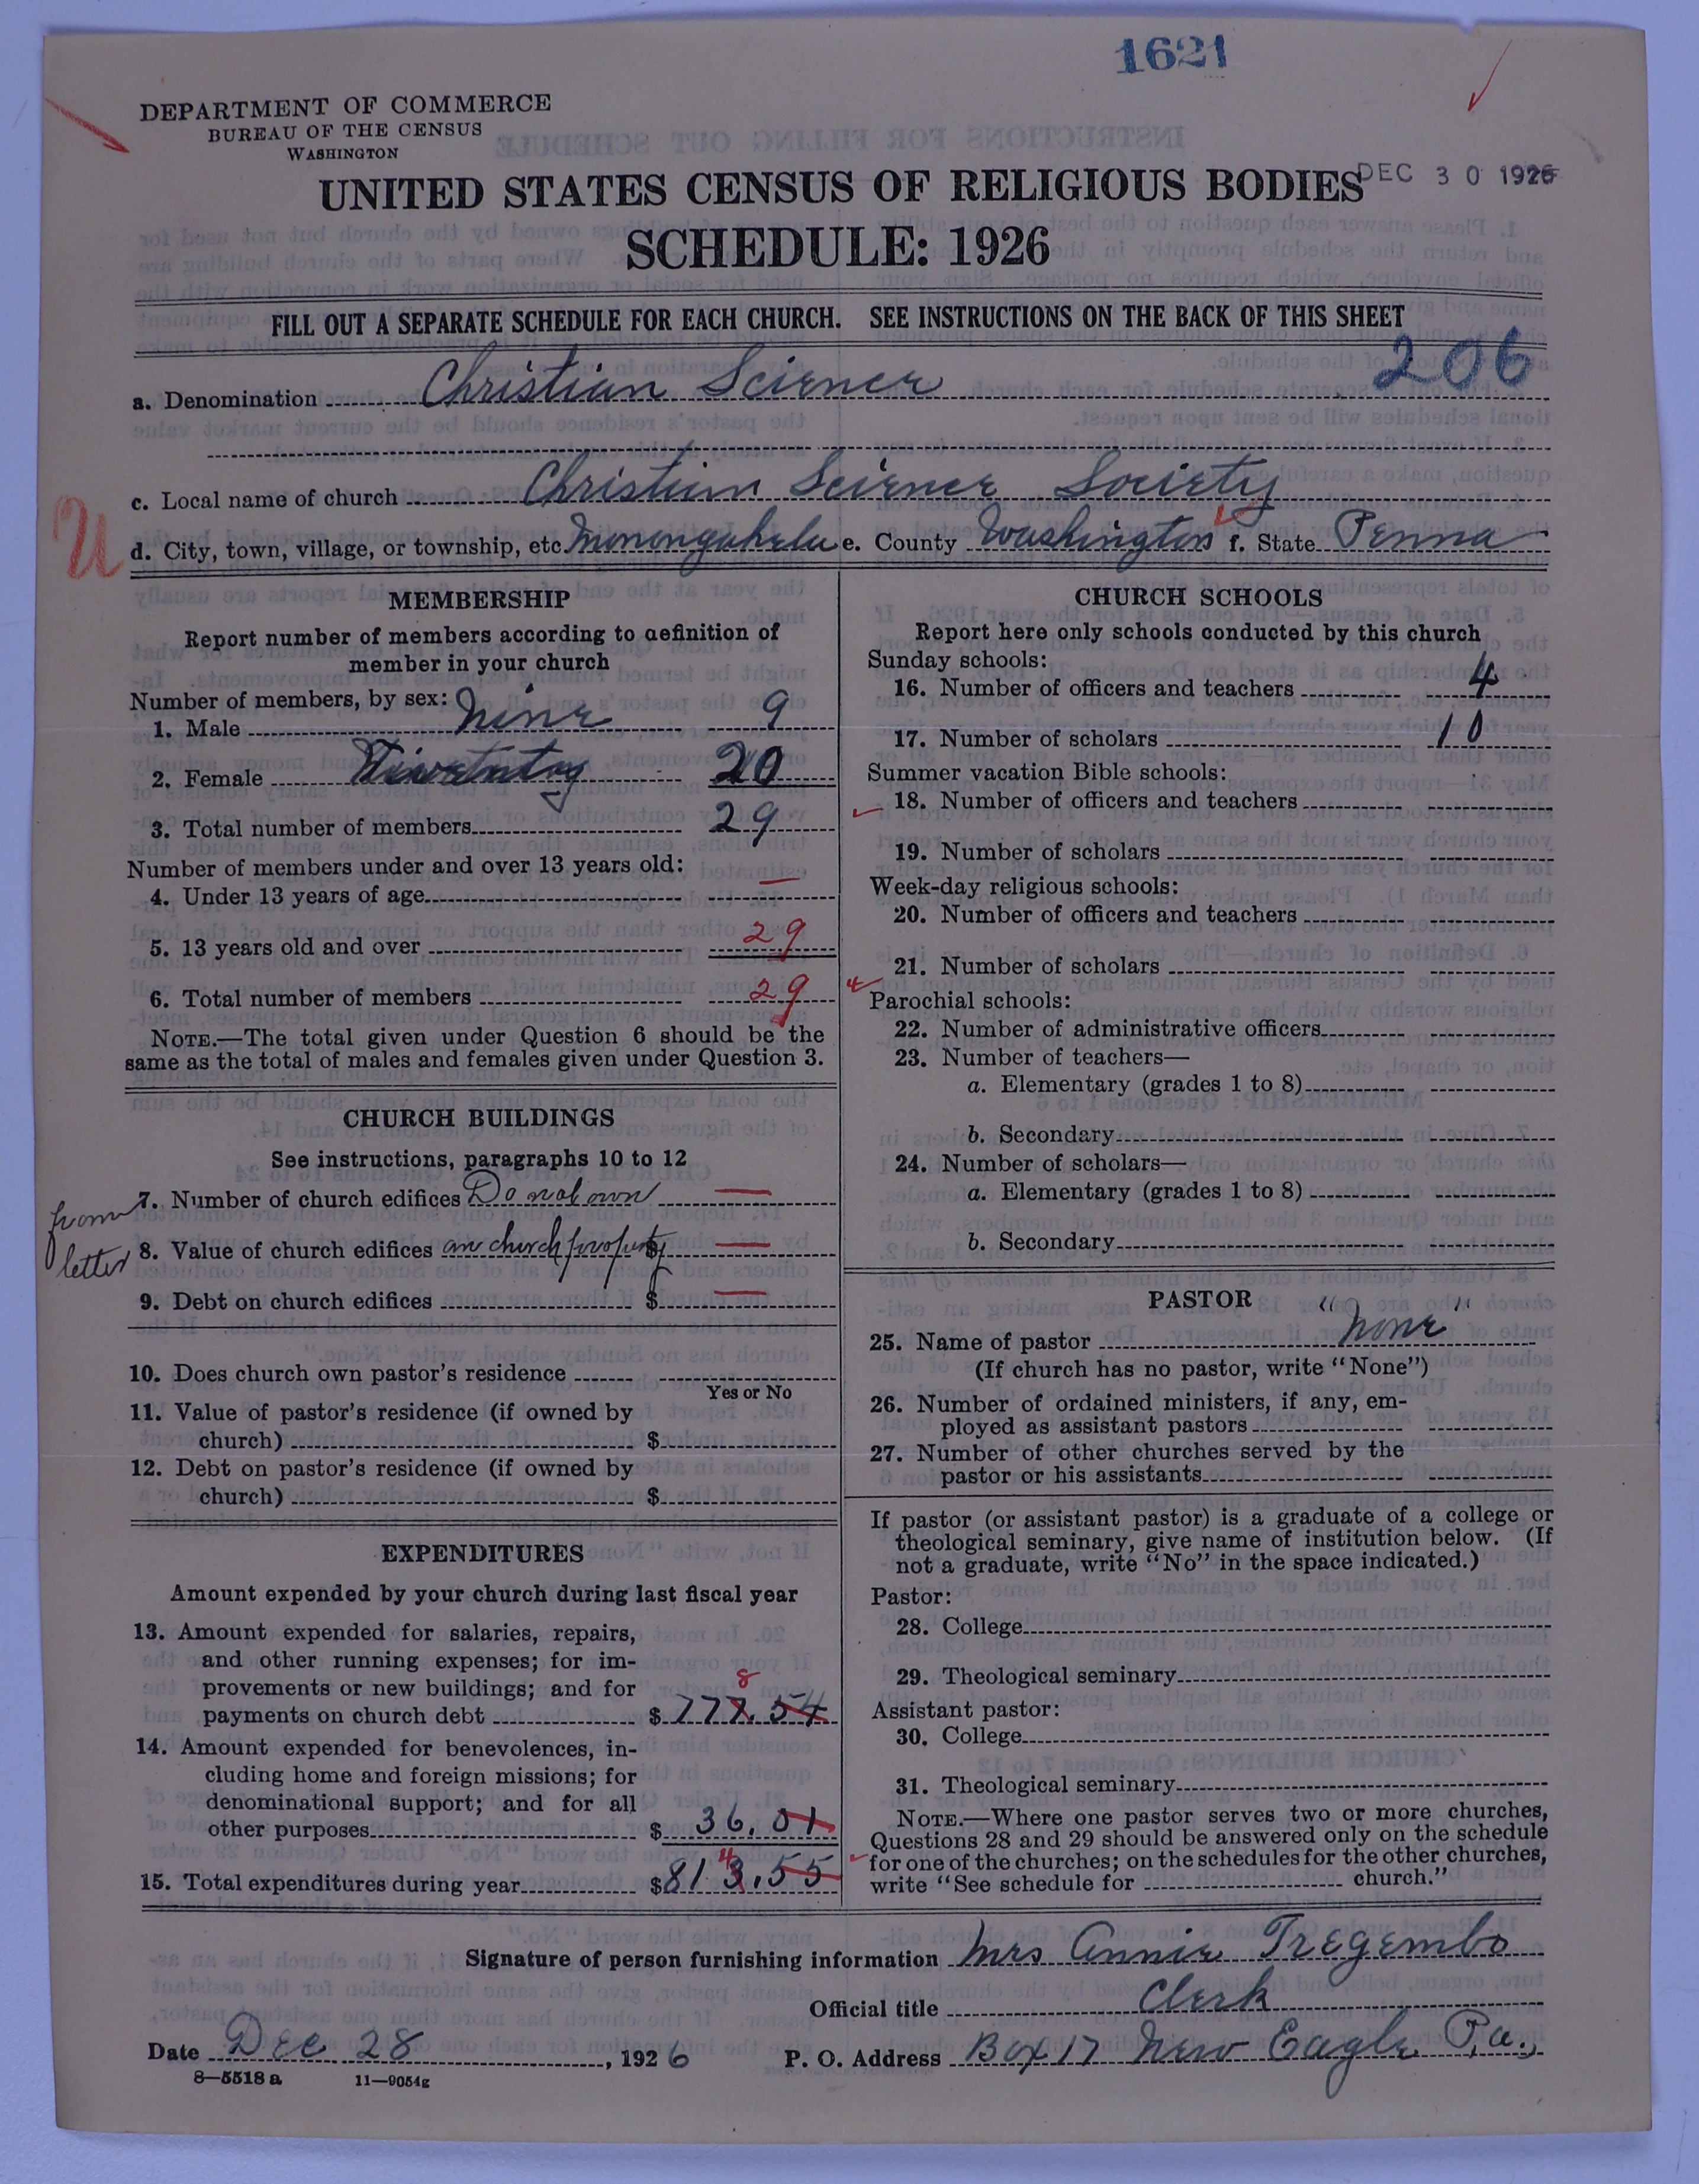 1621
DEPARTMENT OF COMMERCE
BUREAU OF THE CENSUS
WASHINGTON
DEC 30 1926
UNITED STATES CENSUS OF RELIGIOUS BODIES
SCHEDULE: 1926
FILL OUT A SEPARATE SCHEDULE FOR EACH CHURCH. SEE INSTRUCTIONS ON THE BACK OF THIS SHEET
206
a. Denomination Christian Science
c. Local name of church Christian Science Society
U
d. City, town, village, or township, etc. Monongahela e. County Washington f. State Penna
MEMBERSHIP
Report number of members according to definition of
member in your church
Number of members, by sex:
1. Male Nine 9
2. Female Twenty 20
3. Total number of members 29
Number of members under and over 13 years old:
4. Under 13 years of age —
5. 13 years old and over 29
6. Total number of members 29
NOTE.—The total given under Question 6 should be the
same as the total of males and females given under Question 3.
CHURCH BUILDINGS
See instructions, paragraphs 10 to 12
from letter
7. Number of church edifices Do not own —
8. Value of church edifices any church property $ —
9. Debt on church edifices $ —
10. Does church own pastor's residence
Yes or No
11. Value of pastor's residence (if owned by
church) $
12. Debt on pastor's residence (if owned by
church) $
EXPENDITURES
Amount expended by your church during last fiscal year
13. Amount expended for salaries, repairs,
and other running expenses; for im-
provements or new buildings; and for
8
payments on church debt $777.54
14. Amount expended for benevolences, in-
cluding home and foreign missions; for
denominational support; and for all
other purposes $ 36.01
4
15. Total expenditures during year $813.55
CHURCH SCHOOLS
Report here only schools conducted by this church
Sunday schools:
16. Number of officers and teachers 4
17. Number of scholars 10
Summer vacation Bible schools:
18. Number of officers and teachers
19. Number of scholars
Week-day religious schools:
20. Number of officers and teachers
21. Number of scholars
Parochial schools:
22. Number of administrative officers
23. Number of teachers—
a. Elementary (grades 1 to 8)
b. Secondary
24. Number of scholars—
a. Elementary (grades 1 to 8)
b. Secondary
PASTOR
25. Name of pastor "None"
(If church has no pastor, write "None")
26. Number of ordained ministers, if any, em-
ployed as assistant pastors
27. Number of other churches served by the
pastor or his assistants
If pastor (or assistant pastor) is a graduate of a college or
theological seminary, give name of institution below. (If
not a graduate, write "No" in the space indicated.)
Pastor:
28. College
29. Theological seminary
Assistant pastor:
30. College
31. Theological seminary
NOTE.—Where one pastor serves two or more churches,
Questions 28 and 29 should be answered only on the schedule
for one of the churches; on the schedules for the other churches,
write "See schedule for church."
Signature of person furnishing information Mrs Annie Tregembo
Official title Clerk
Date Dec 28, 1926 P. O. Address Box 17 New Eagle Pa.
8—5518 a 11—9054g